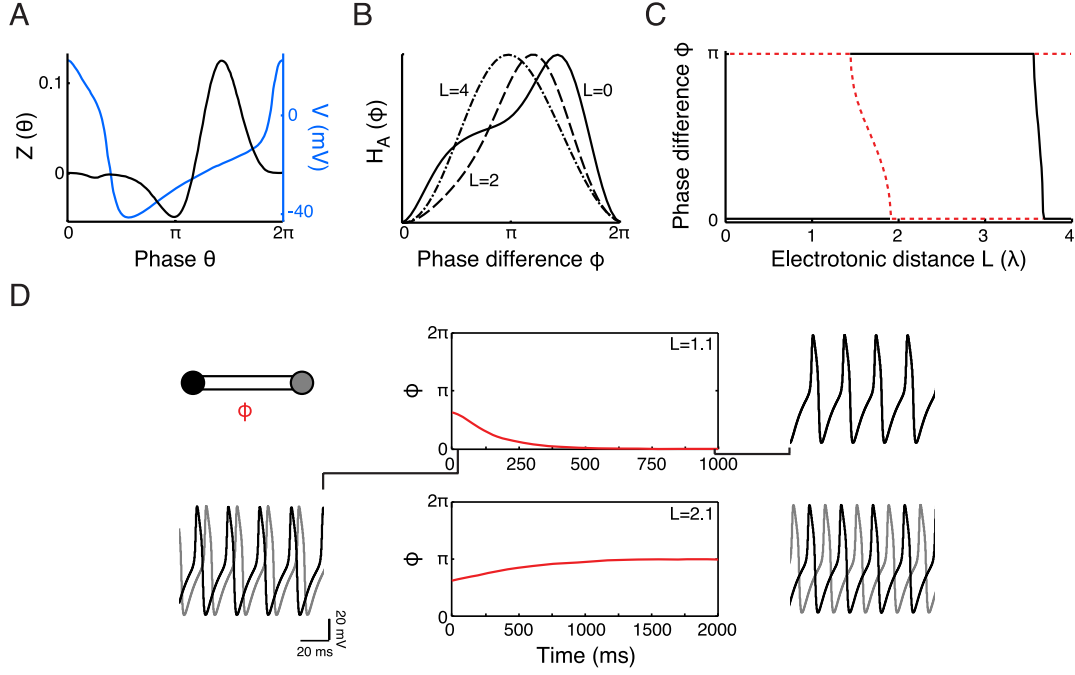 A
0.1
0
Z (θ)
0
-40
V (mV)
0
π
2π
Phase θ
B
H_A (ϕ)
L=4
L=0
L=2
0
π
2π
Phase difference ϕ
C
Phase difference ϕ
π
0
0
1
2
3
4
Electrotonic distance L (λ)
D
ϕ
20 mV
20 ms
2π
π
0
ϕ
L=1.1
0
250
500
750
1000
2π
π
0
ϕ
L=2.1
0
500
1000
1500
2000
Time (ms)